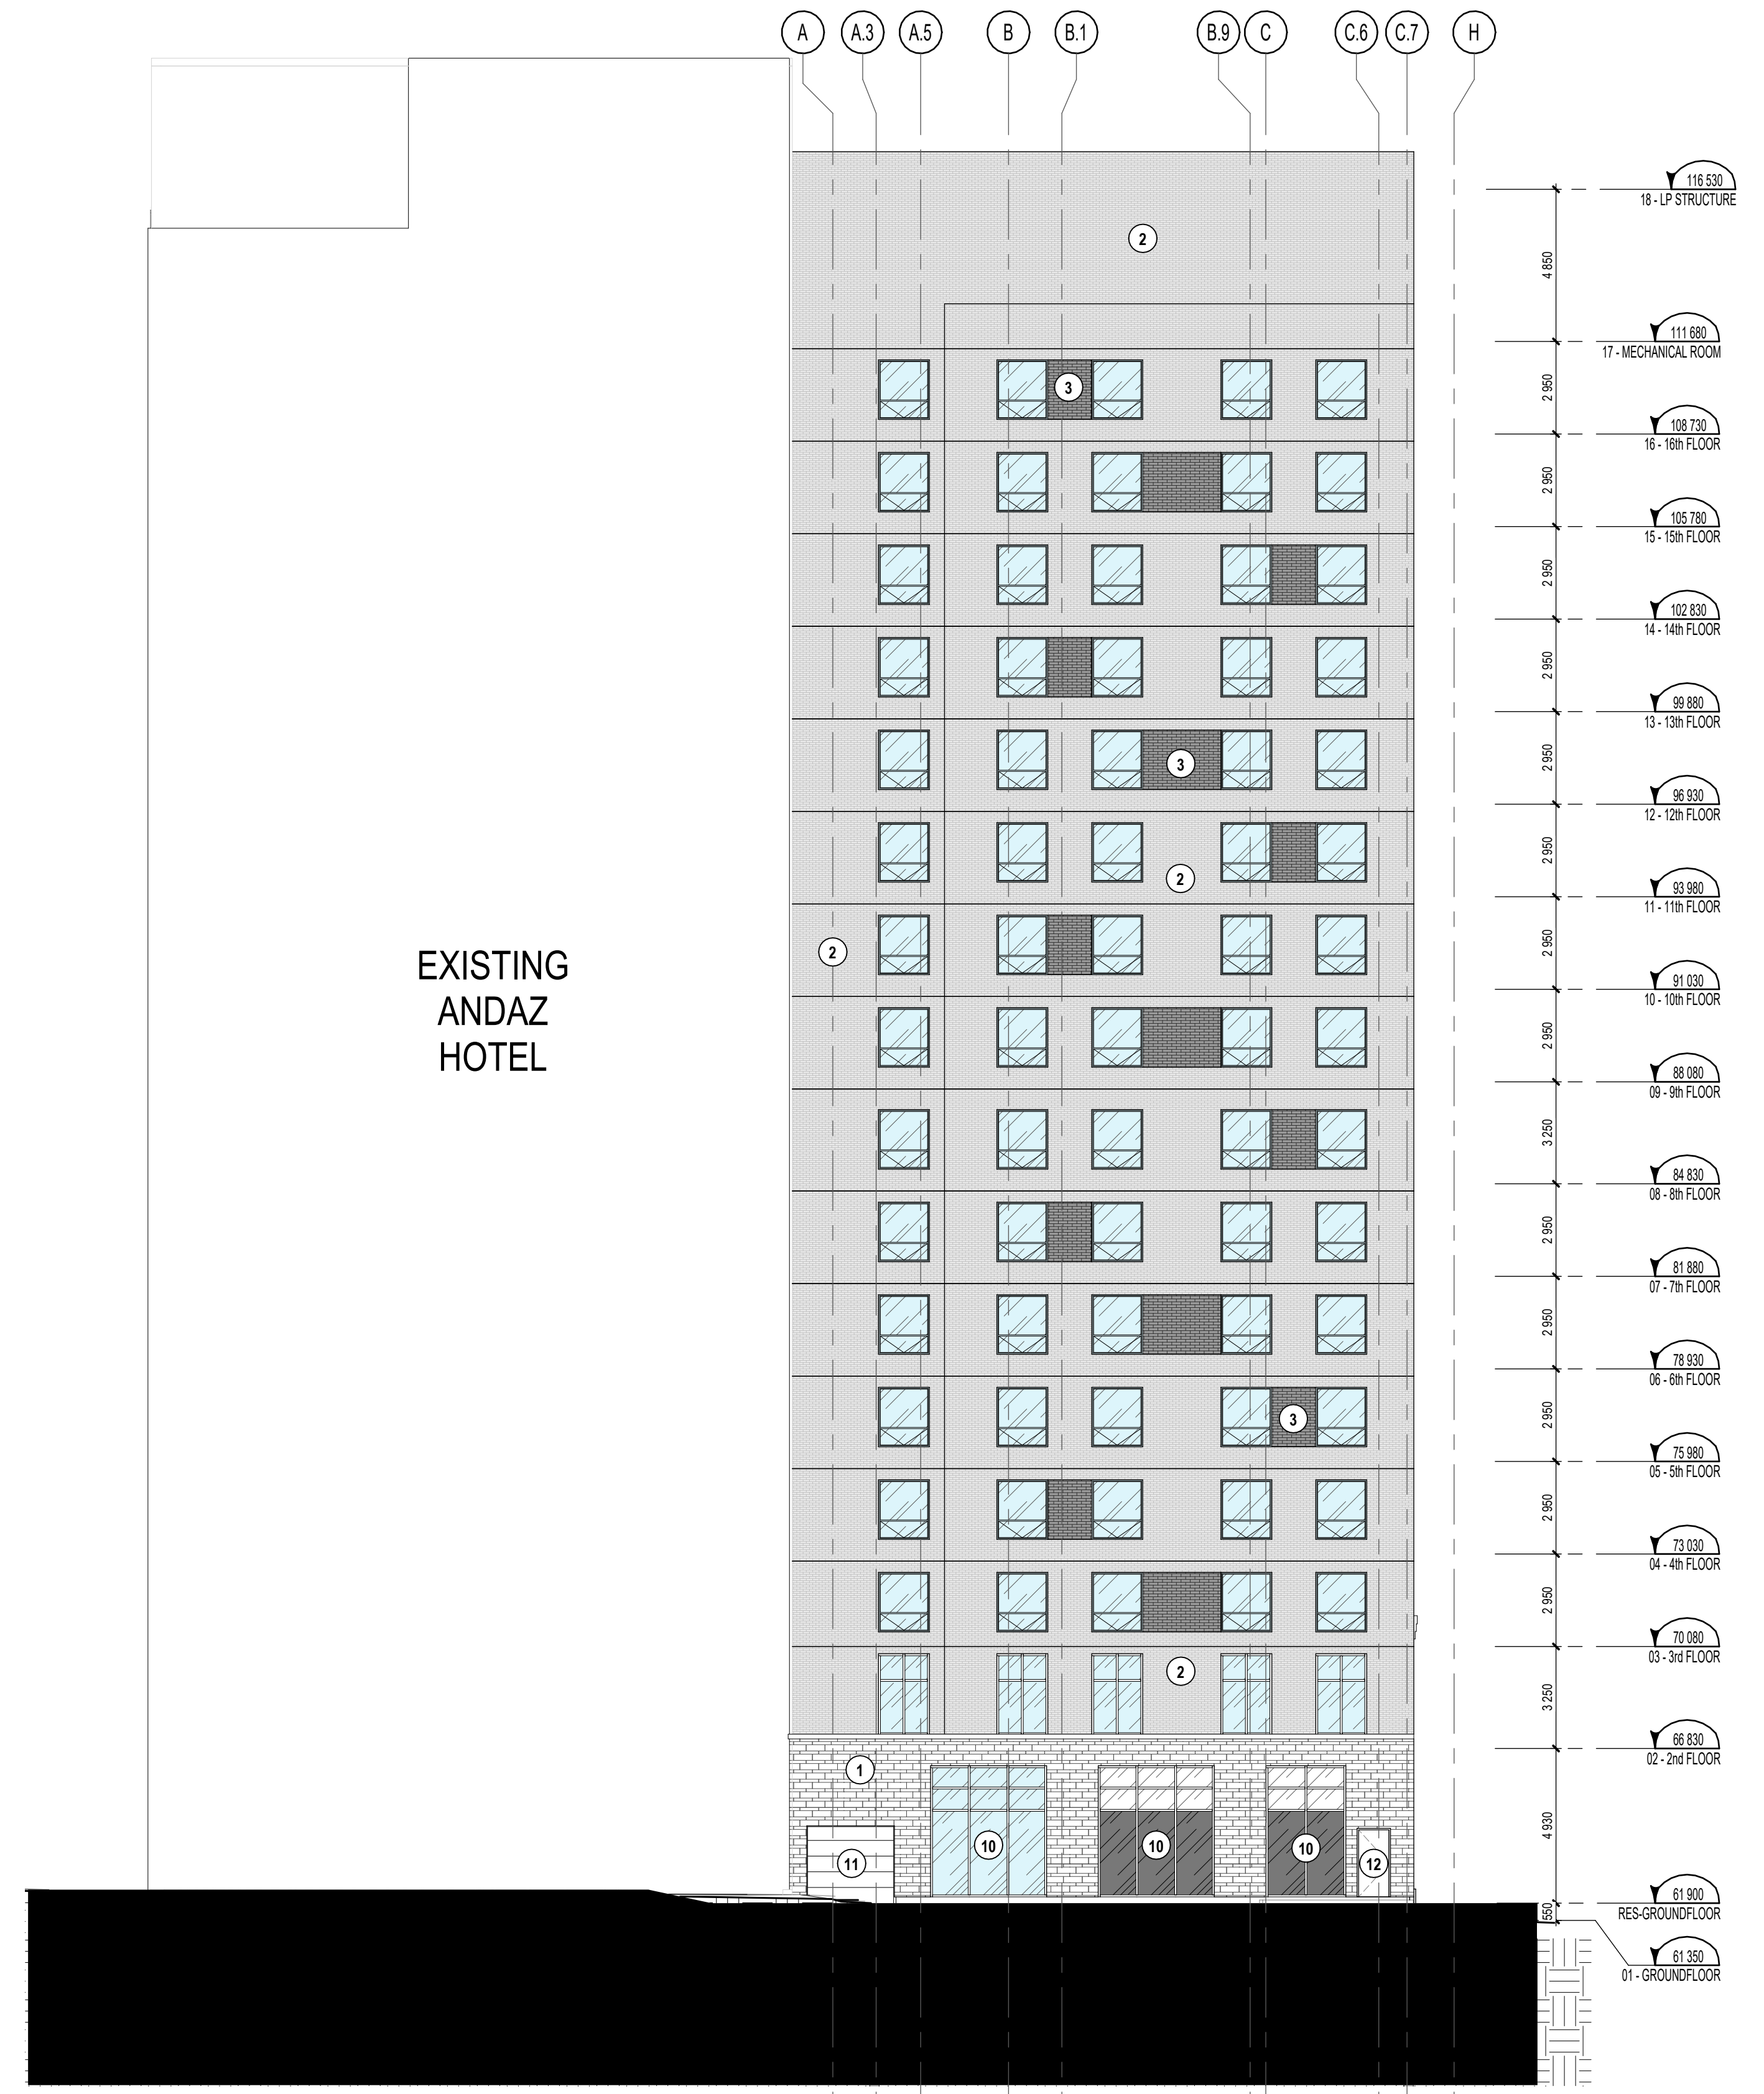 A A.3 A.5 B B.1 B.9 C C.6 C.7 H
116 530
18 - LP STRUCTURE
2
4 850
111 680
17 - MECHANICAL ROOM
3
2 950
108 730
16 - 16th FLOOR
2 950
105 780
15 - 15th FLOOR
2 950
102 830
14 - 14th FLOOR
2 950
99 880
13 - 13th FLOOR
3
2 950
96 930
12 - 12th FLOOR
2 950
2
93 980
11 - 11th FLOOR
2
2 950
EXISTING
ANDAZ
HOTEL
91 030
10 - 10th FLOOR
2 950
88 080
09 - 9th FLOOR
3 250
84 830
08 - 8th FLOOR
2 950
81 880
07 - 7th FLOOR
2 950
78 930
06 - 6th FLOOR
3
2 950
75 980
05 - 5th FLOOR
2 950
73 030
04 - 4th FLOOR
2 950
70 080
03 - 3rd FLOOR
2
3 250
66 830
02 - 2nd FLOOR
1
4 930
10 10 10
11 12
61 900
RES-GROUNDFLOOR
550
61 350
01 - GROUNDFLOOR